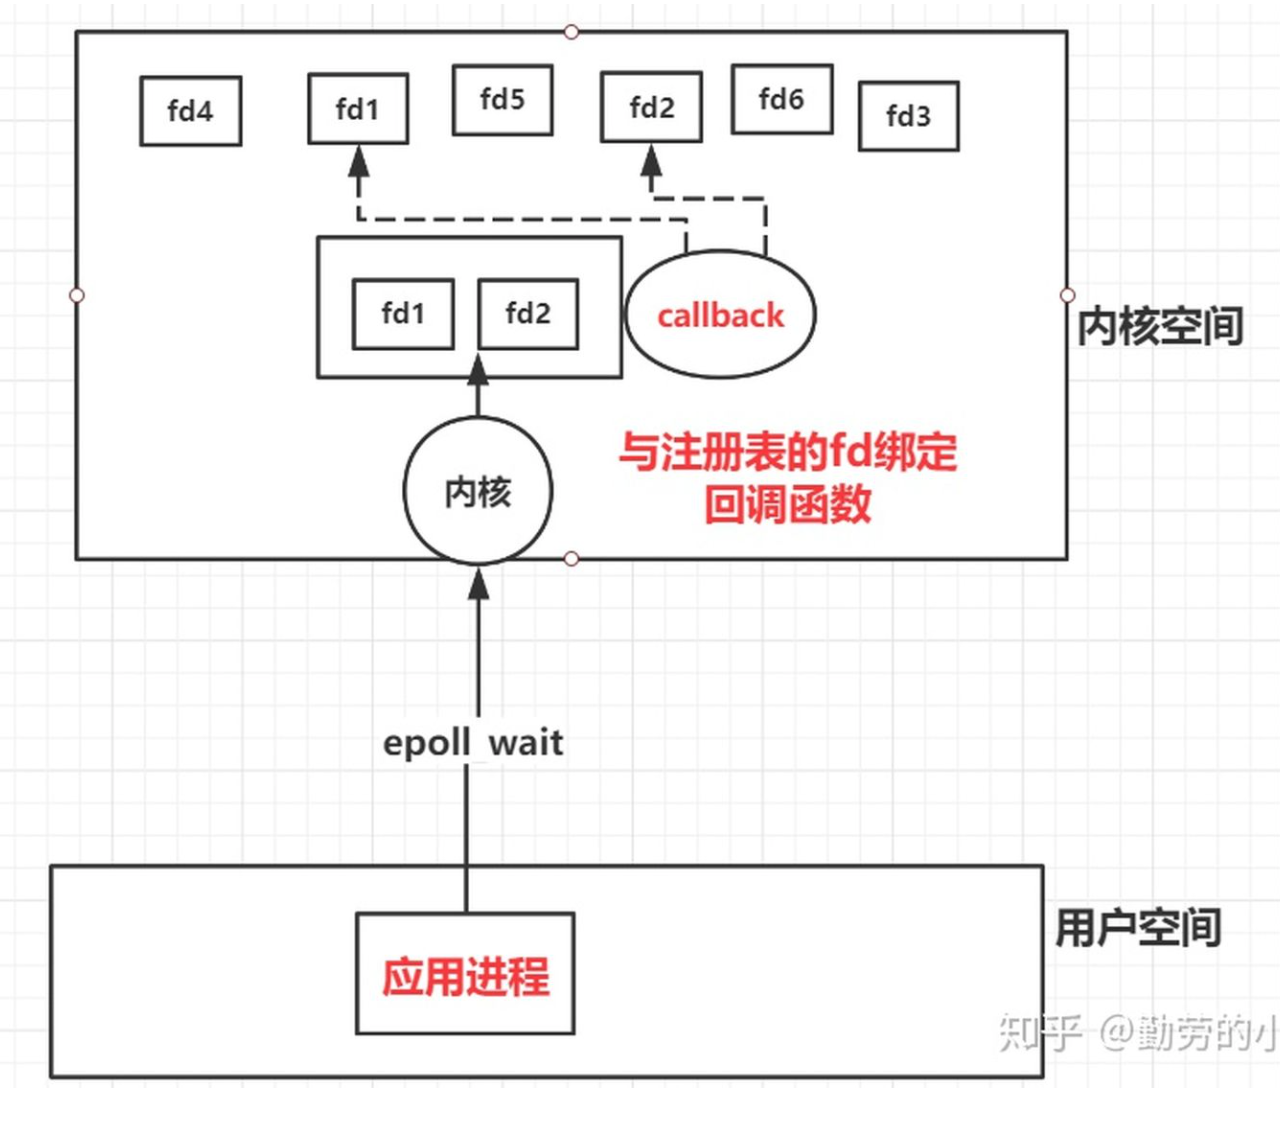 fd4
fd1
fd5
fd2
fd6
fd3
fd1
fd2
callback
内核空间
内核
与注册表的fd绑定
回调函数
epoll_wait
用户空间
应用进程
知乎 @勤劳的小